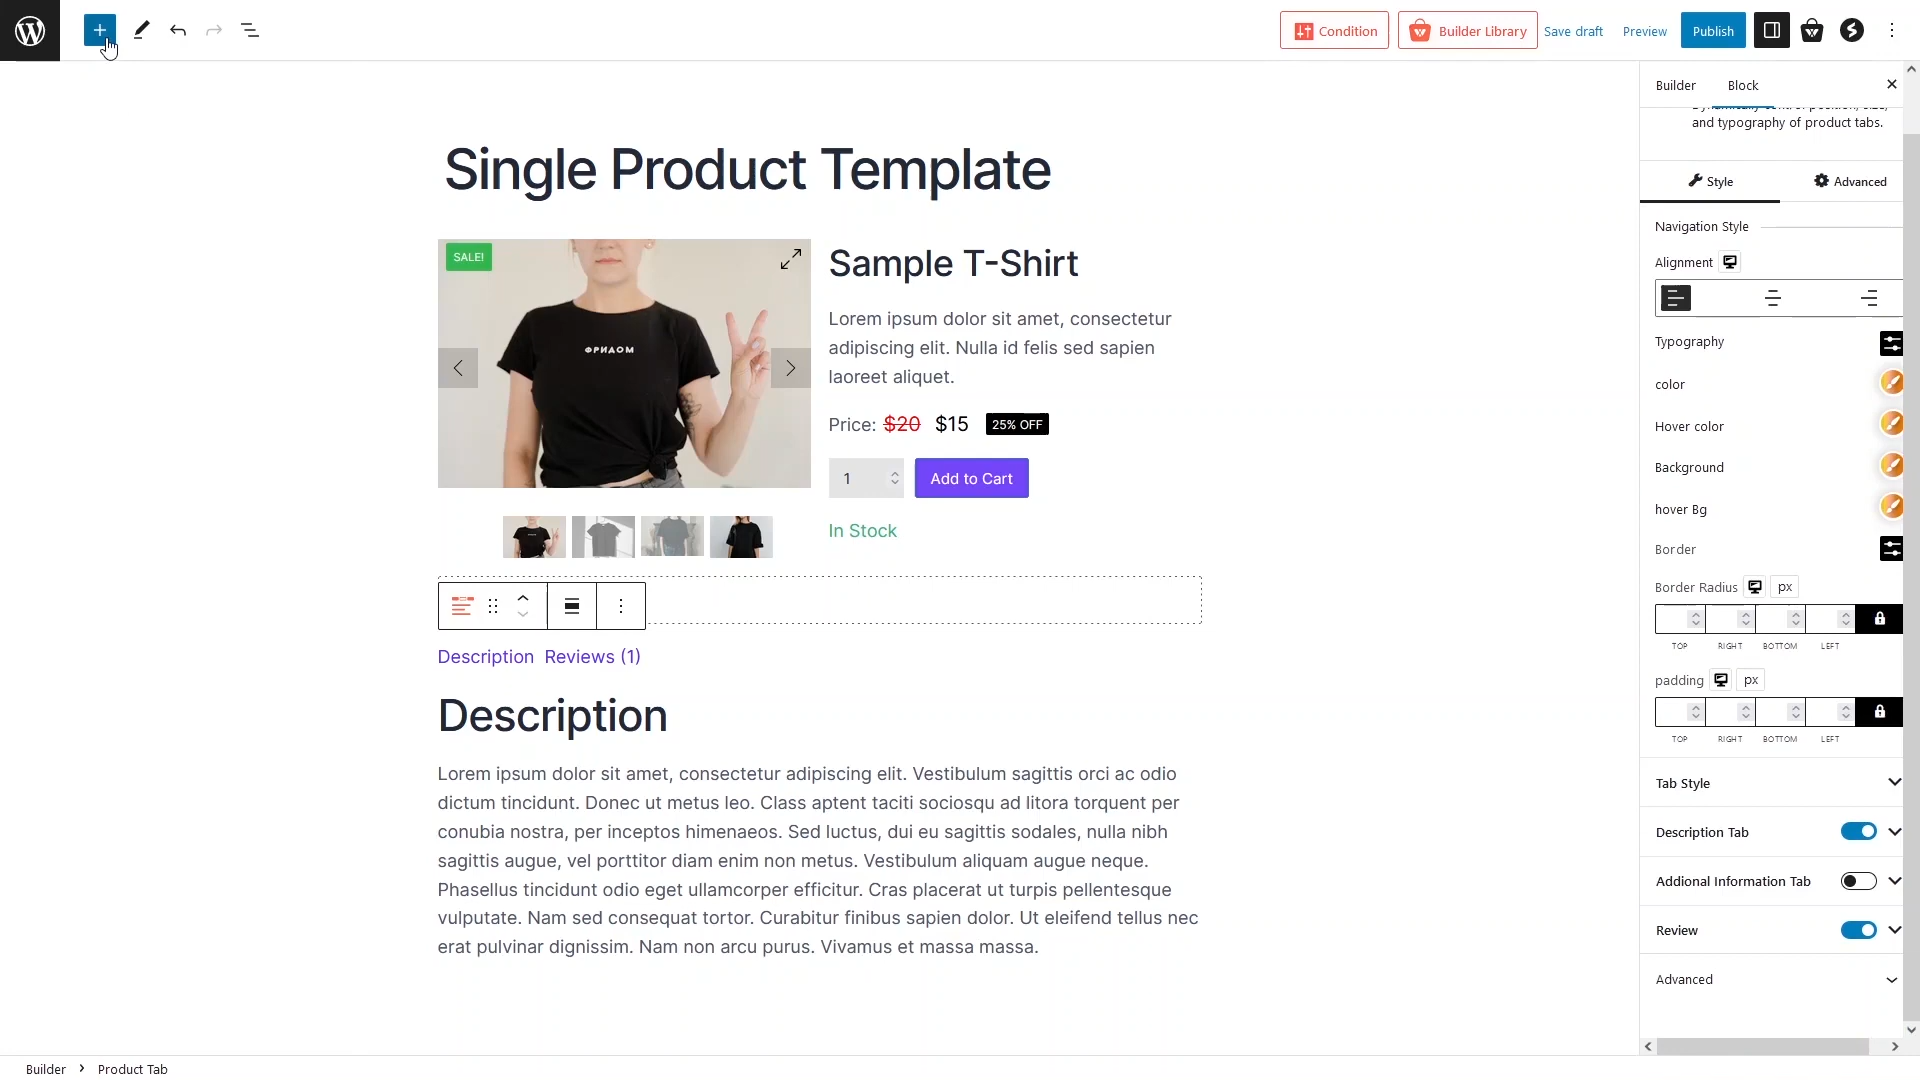 Condition
Builder Library
Save draft
Preview
Publish
Builder
Block
and typography of product tabs.
Style
Advanced
Navigation Style
Alignment
Typography
color
Hover color
Background
hover Bg
Border
Border Radius px
TOP RIGHT BOTTOM LEFT
padding px
TOP RIGHT BOTTOM LEFT
Tab Style
Description Tab
Addional Information Tab
Review
Advanced
Single Product Template
SALE!
ФРИДОМ
Sample T-Shirt
Lorem ipsum dolor sit amet, consectetur
adipiscing elit. Nulla id felis sed sapien
laoreet aliquet.
Price: $20 $15 25% OFF
1
Add to Cart
In Stock
Description Reviews (1)
Description
Lorem ipsum dolor sit amet, consectetur adipiscing elit. Vestibulum sagittis orci ac odio
dictum tincidunt. Donec ut metus leo. Class aptent taciti sociosqu ad litora torquent per
conubia nostra, per inceptos himenaeos. Sed luctus, dui eu sagittis sodales, nulla nibh
sagittis augue, vel porttitor diam enim non metus. Vestibulum aliquam augue neque.
Phasellus tincidunt odio eget ullamcorper efficitur. Cras placerat ut turpis pellentesque
vulputate. Nam sed consequat tortor. Curabitur finibus sapien dolor. Ut eleifend tellus nec
erat pulvinar dignissim. Nam non arcu purus. Vivamus et massa massa.
Builder > Product Tab